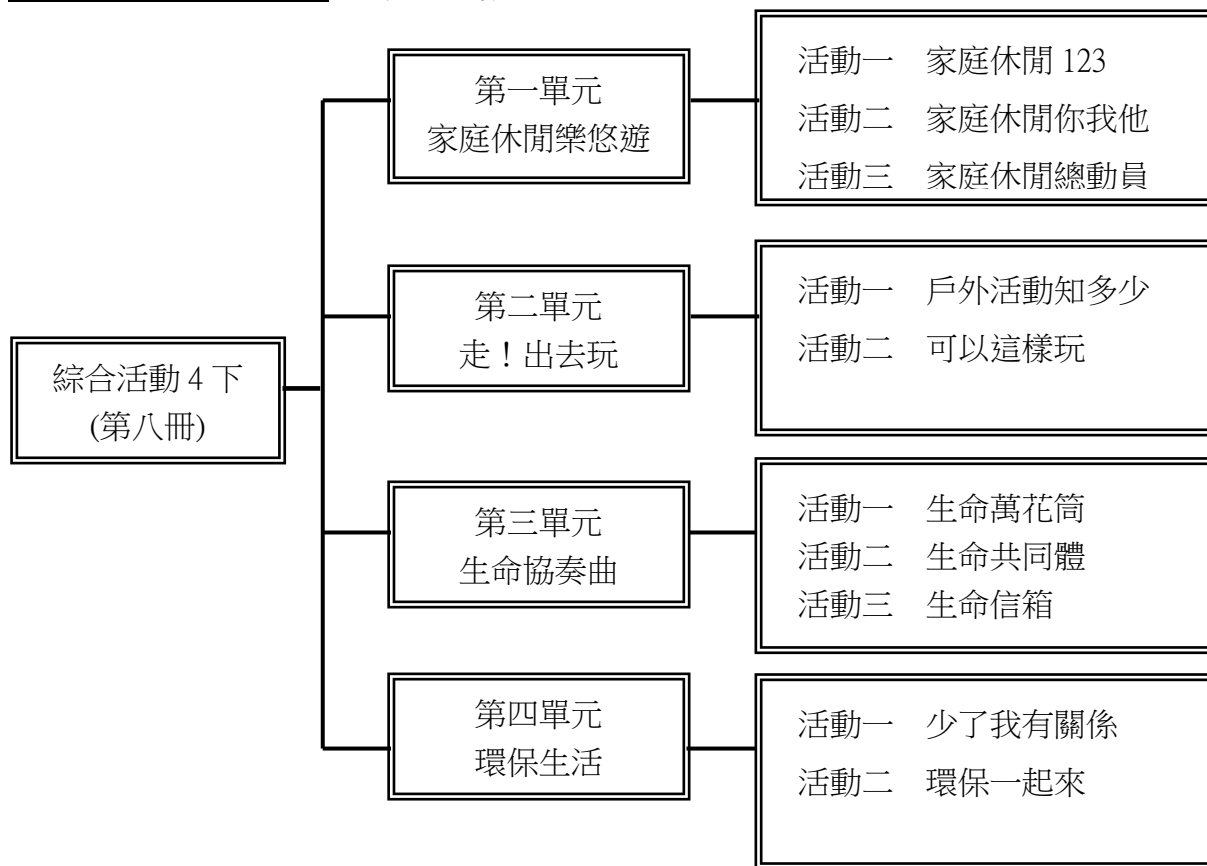 綜合活動 4 下
(第八冊)
第一單元
家庭休閒樂悠遊
活動一 家庭休閒 123
活動二 家庭休閒你我他
活動三 家庭休閒總動員
第二單元
走！出去玩
活動一 戶外活動知多少
活動二 可以這樣玩
第三單元
生命協奏曲
活動一 生命萬花筒
活動二 生命共同體
活動三 生命信箱
第四單元
環保生活
活動一 少了我有關係
活動二 環保一起來